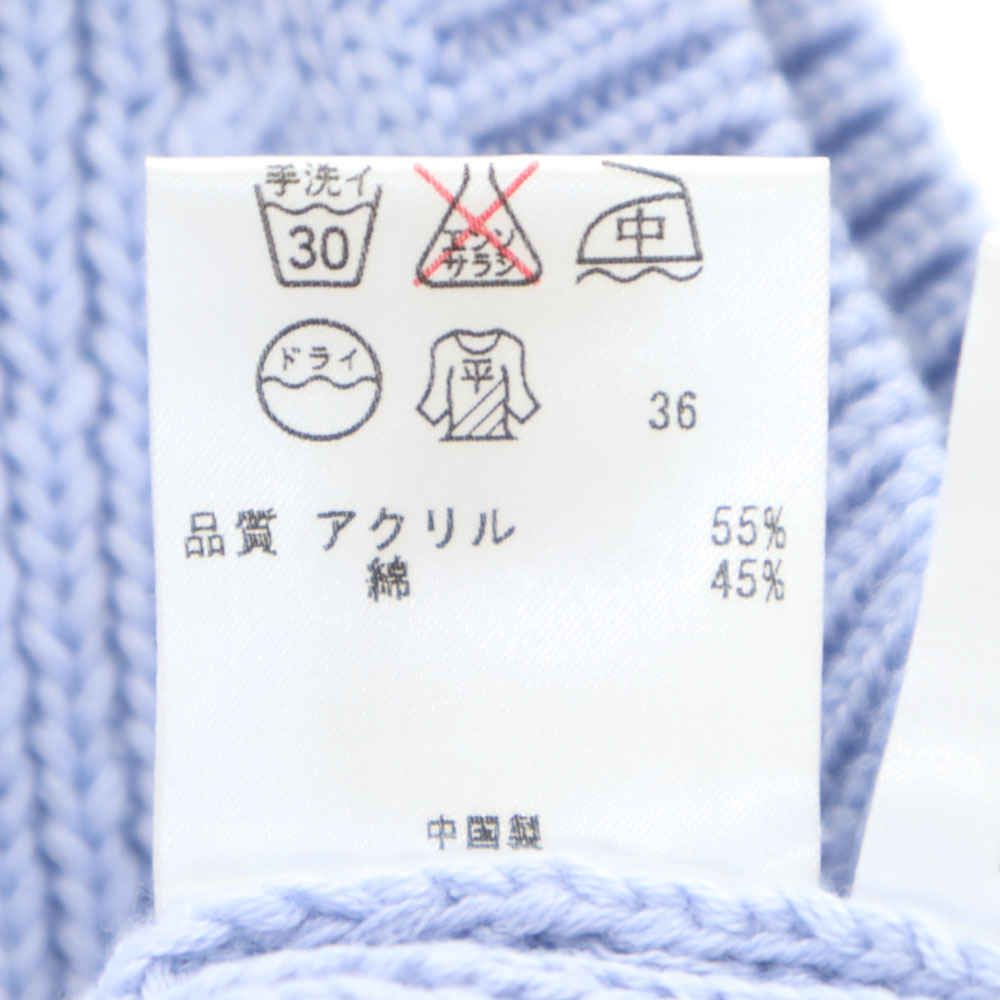 手洗イ
30
エンソ
サラシ
中
ドライ
平
36
品質 アクリル 55%
綿 45%
中国製